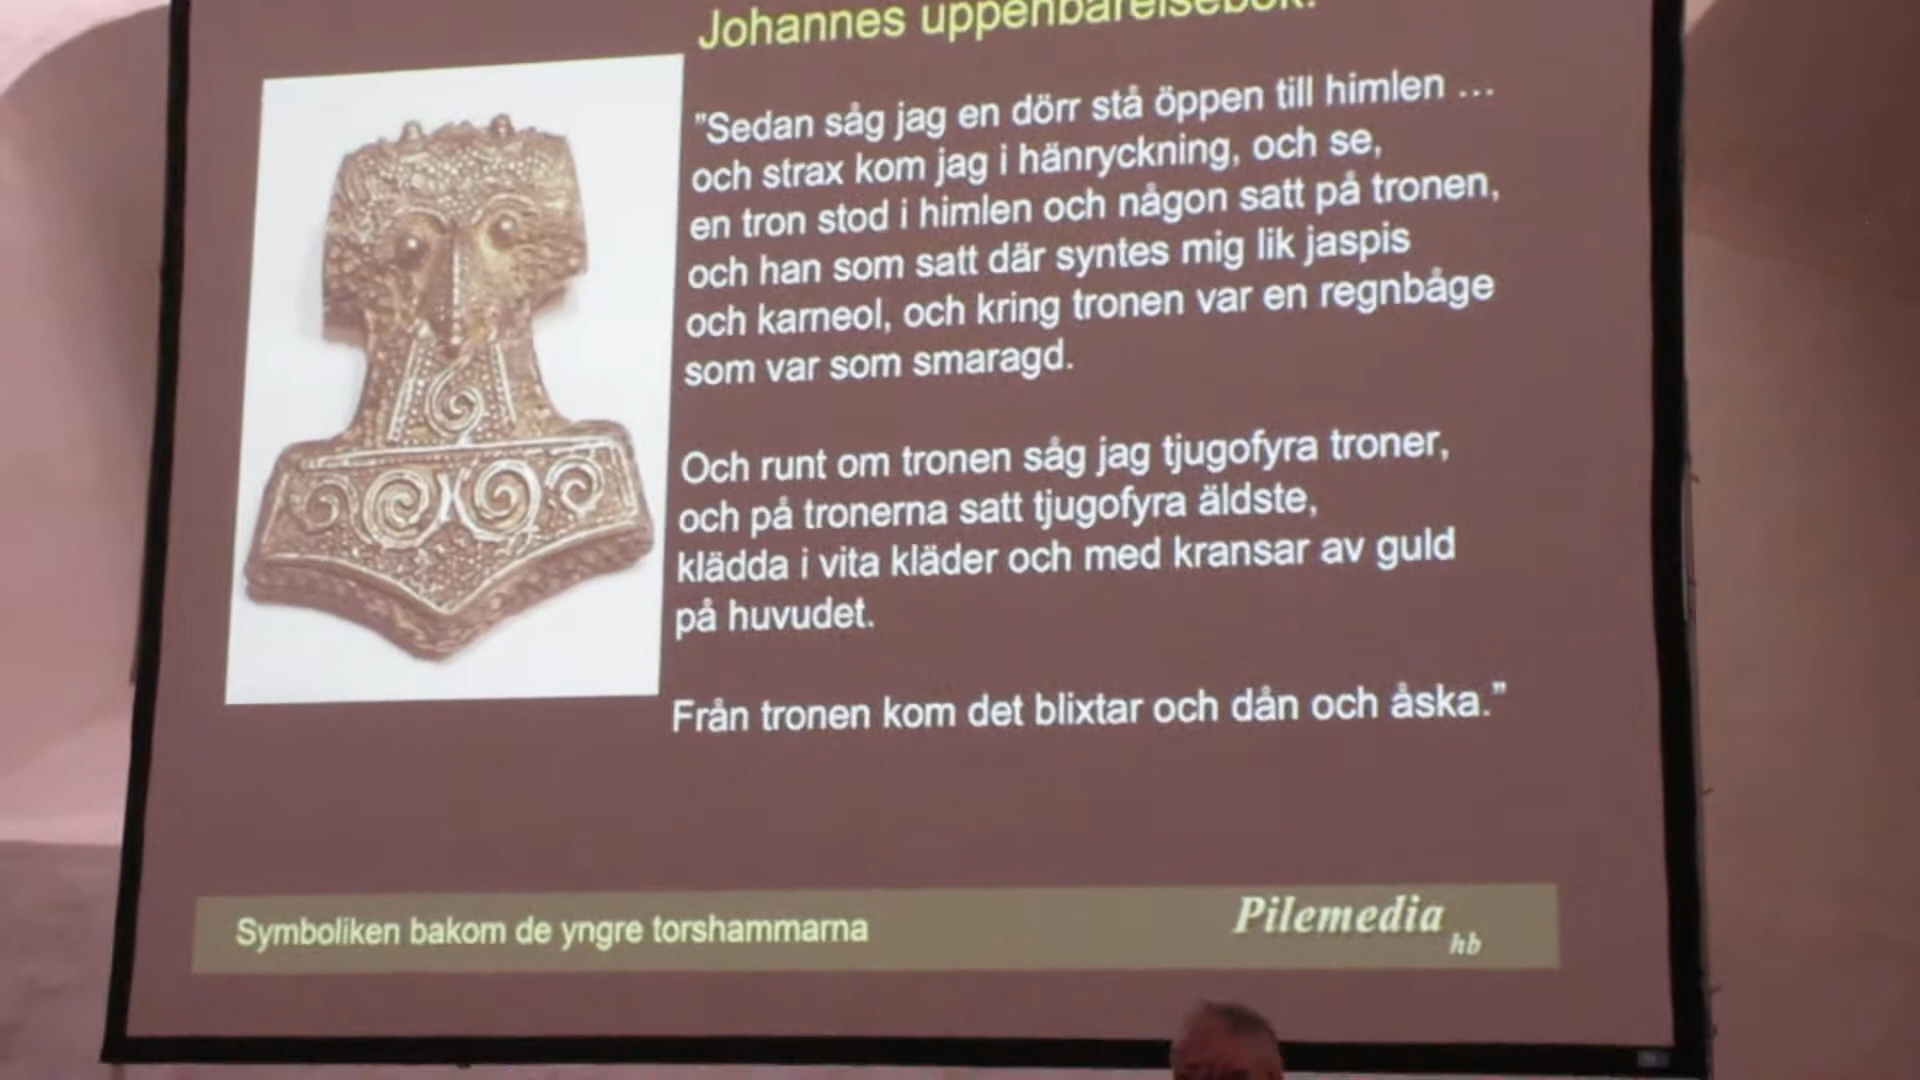 Johannes uppenbarelsebok:
”Sedan såg jag en dörr stå öppen till himlen ...
och strax kom jag i hänryckning, och se,
en tron stod i himlen och någon satt på tronen,
och han som satt där syntes mig lik jaspis
och karneol, och kring tronen var en regnbåge
som var som smaragd.
Och runt om tronen såg jag tjugofyra troner,
och på tronerna satt tjugofyra äldste,
klädda i vita kläder och med kransar av guld
på huvudet.
Från tronen kom det blixtar och dån och åska.”
Symboliken bakom de yngre torshammarna
Pilemedia
hb